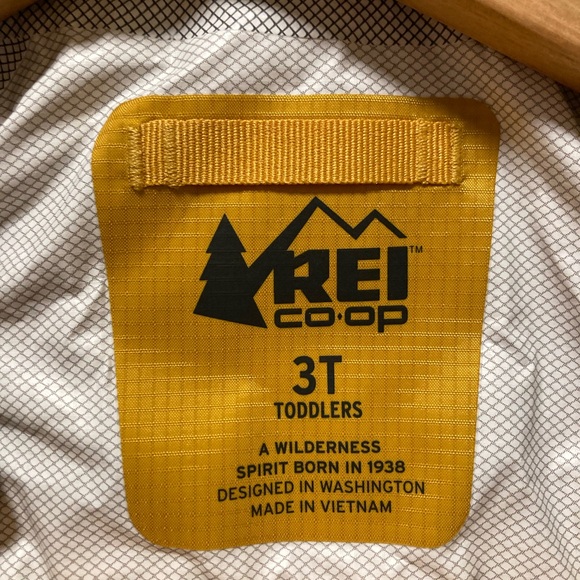 REI™
CO·OP
3T
TODDLERS
A WILDERNESS
SPIRIT BORN IN 1938
DESIGNED IN WASHINGTON
MADE IN VIETNAM